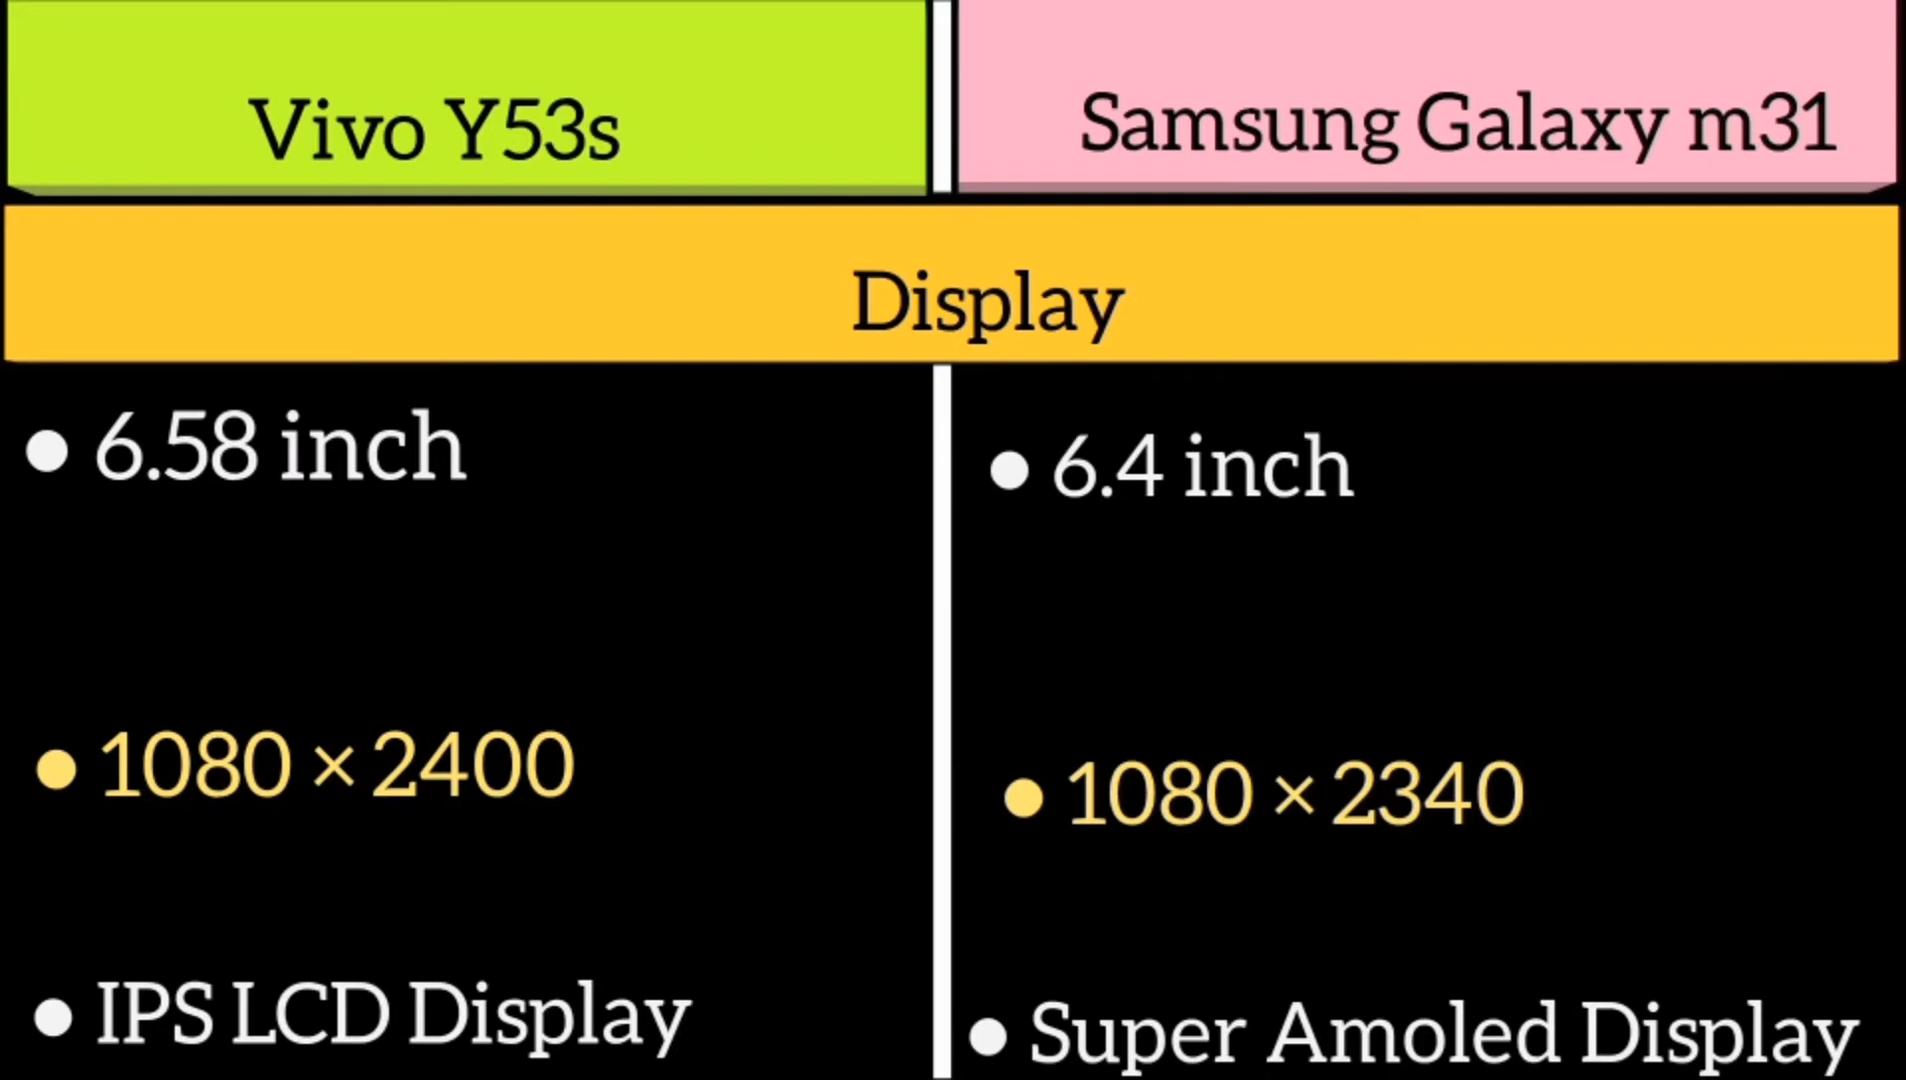 Vivo Y53s
Samsung Galaxy m31
Display
• 6.58 inch
• 6.4 inch
• 1080 × 2400
• 1080 × 2340
• IPS LCD Display
• Super Amoled Display